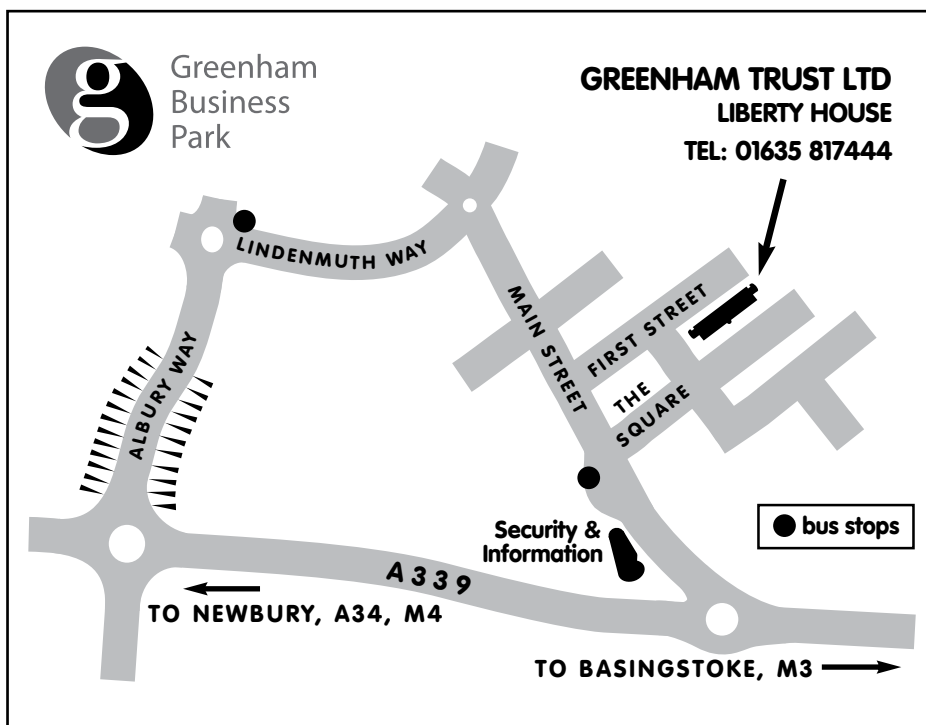 g
Greenham
Business
Park
GREENHAM TRUST LTD
LIBERTY HOUSE
TEL: 01635 817444
LINDENMUTH WAY
ALBURY WAY
MAIN STREET
FIRST STREET
THE
SQUARE
Security &
Information
bus stops
A339
TO NEWBURY, A34, M4
TO BASINGSTOKE, M3